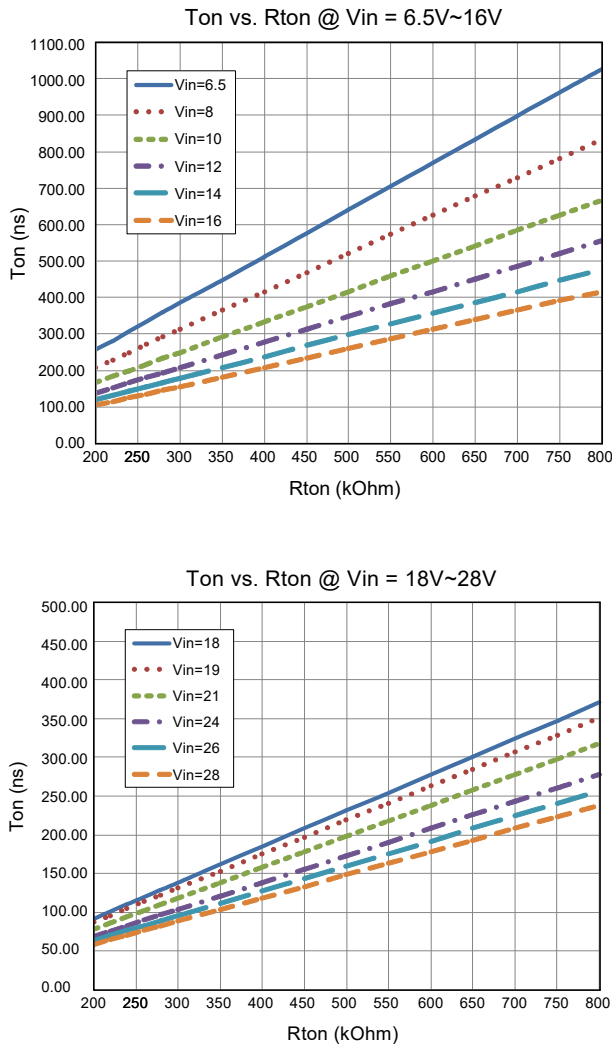 Ton vs. Rton @ Vin = 6.5V~16V
1100.00
1000.00
900.00
800.00
700.00
600.00
500.00
400.00
300.00
200.00
100.00
0.00
Ton (ns)
Vin=6.5
Vin=8
Vin=10
Vin=12
Vin=14
Vin=16
200 250 300 350 400 450 500 550 600 650 700 750 800
Rton (kOhm)
Ton vs. Rton @ Vin = 18V~28V
500.00
450.00
400.00
350.00
300.00
250.00
200.00
150.00
100.00
50.00
0.00
Ton (ns)
Vin=18
Vin=19
Vin=21
Vin=24
Vin=26
Vin=28
200 250 300 350 400 450 500 550 600 650 700 750 800
Rton (kOhm)